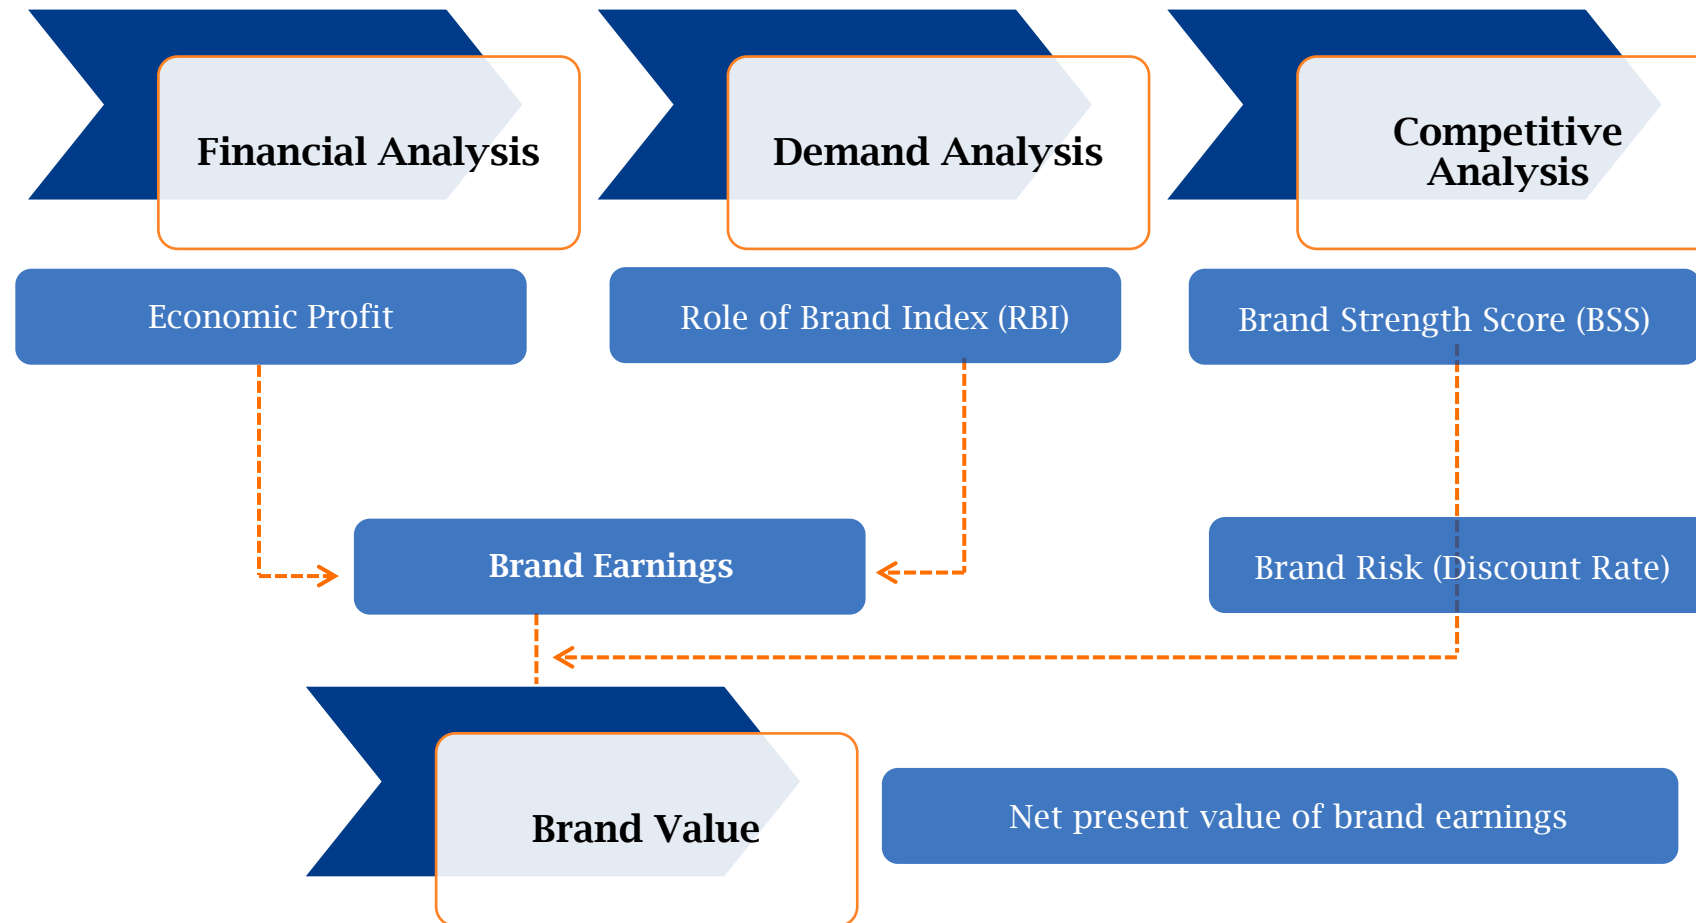 Financial Analysis
Demand Analysis
Competitive
Analysis
Economic Profit
Role of Brand Index (RBI)
Brand Strength Score (BSS)
Brand Earnings
Brand Risk (Discount Rate)
Brand Value
Net present value of brand earnings